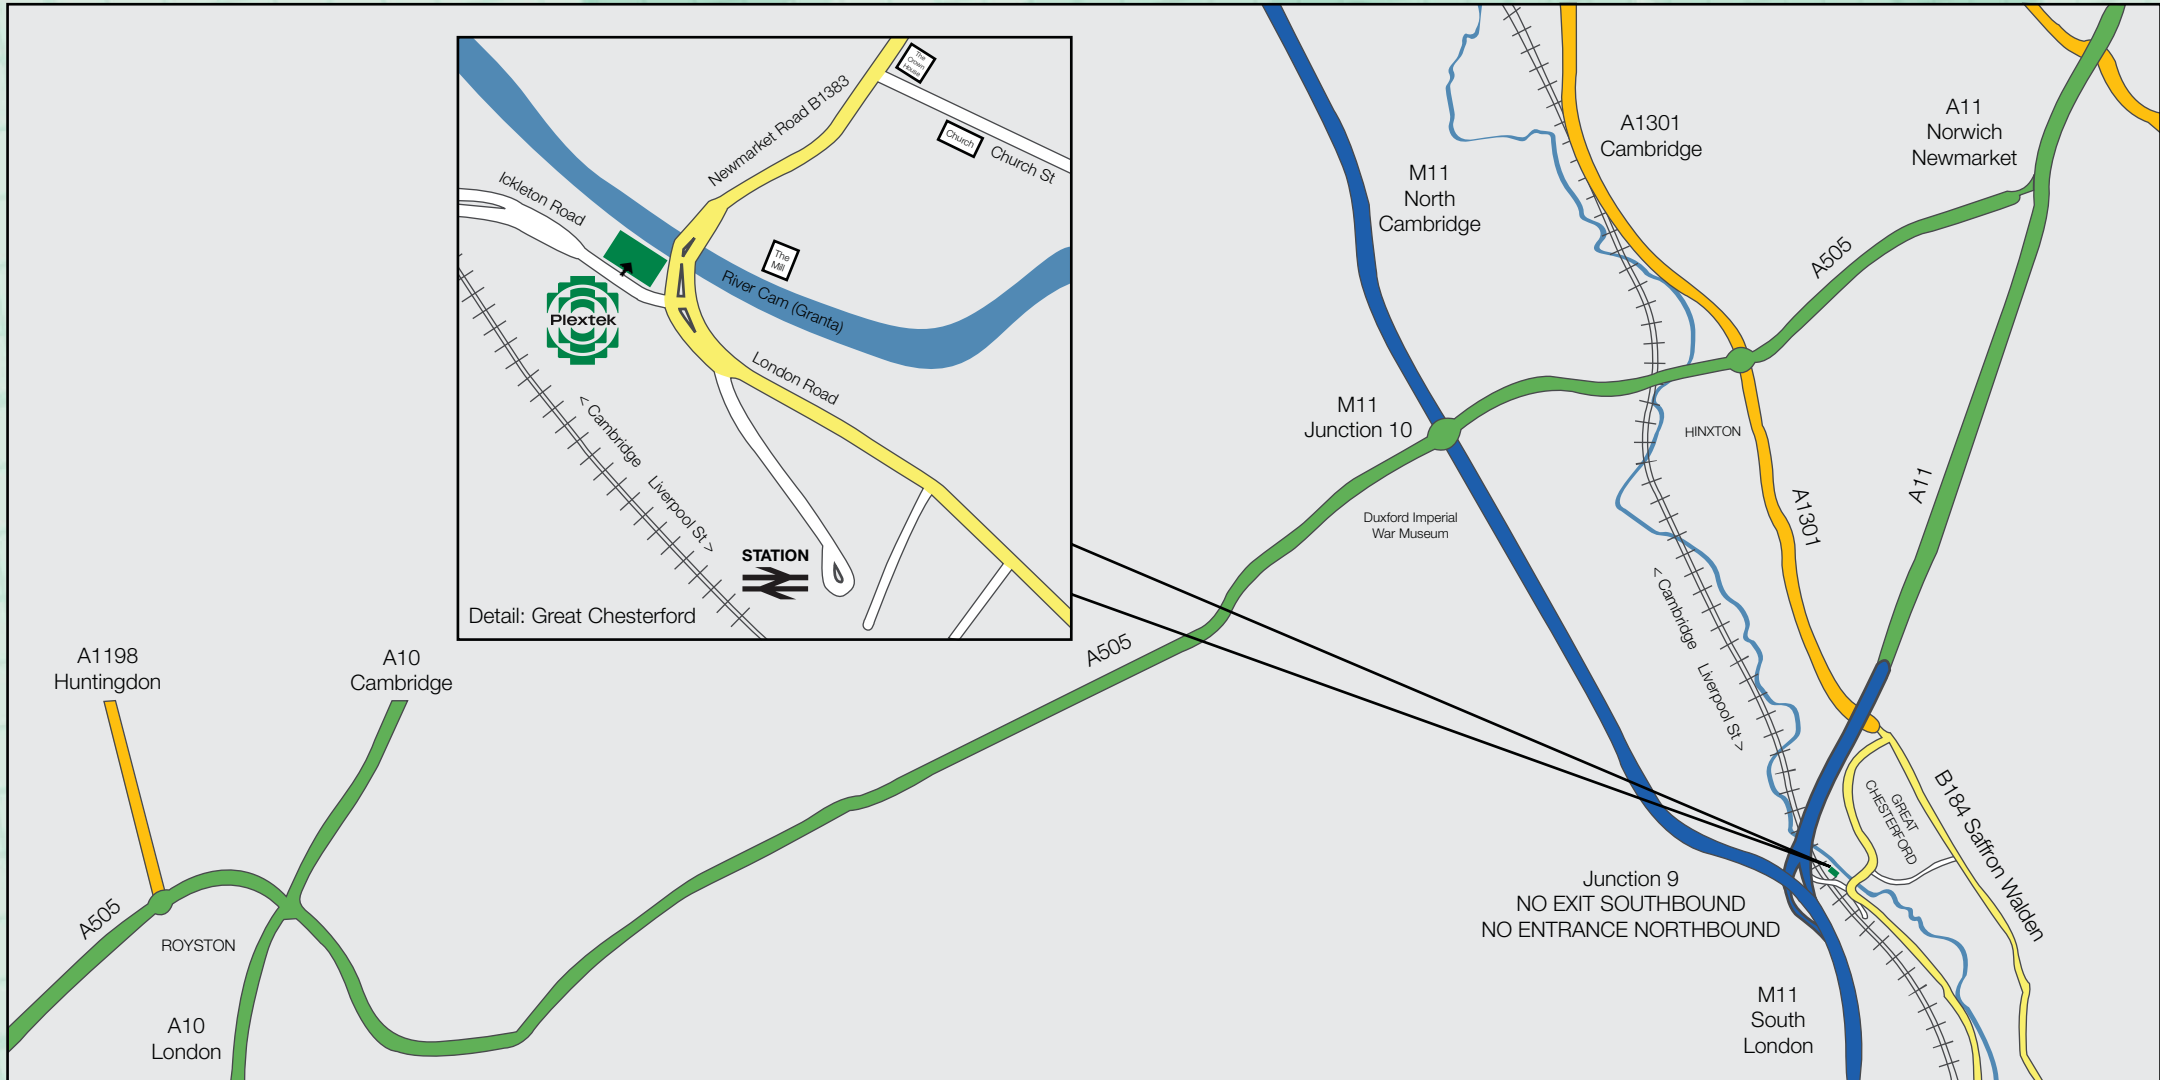 The
Crown
House
Newmarket Road B1383
Church
Church St
Ickleton Road
The
Mill
River Cam (Granta)
Plextek
London Road
< Cambridge Liverpool St >
STATION
Detail: Great Chesterford
A1301
Cambridge
A11
Norwich
Newmarket
M11
North
Cambridge
A505
M11
Junction 10
HINXTON
A11
A1301
Duxford Imperial
War Museum
< Cambridge Liverpool St >
A505
A1198
Huntingdon
A10
Cambridge
B184 Saffron Walden
GREAT
CHESTERFORD
Junction 9
NO EXIT SOUTHBOUND
NO ENTRANCE NORTHBOUND
A505
ROYSTON
A10
London
M11
South
London